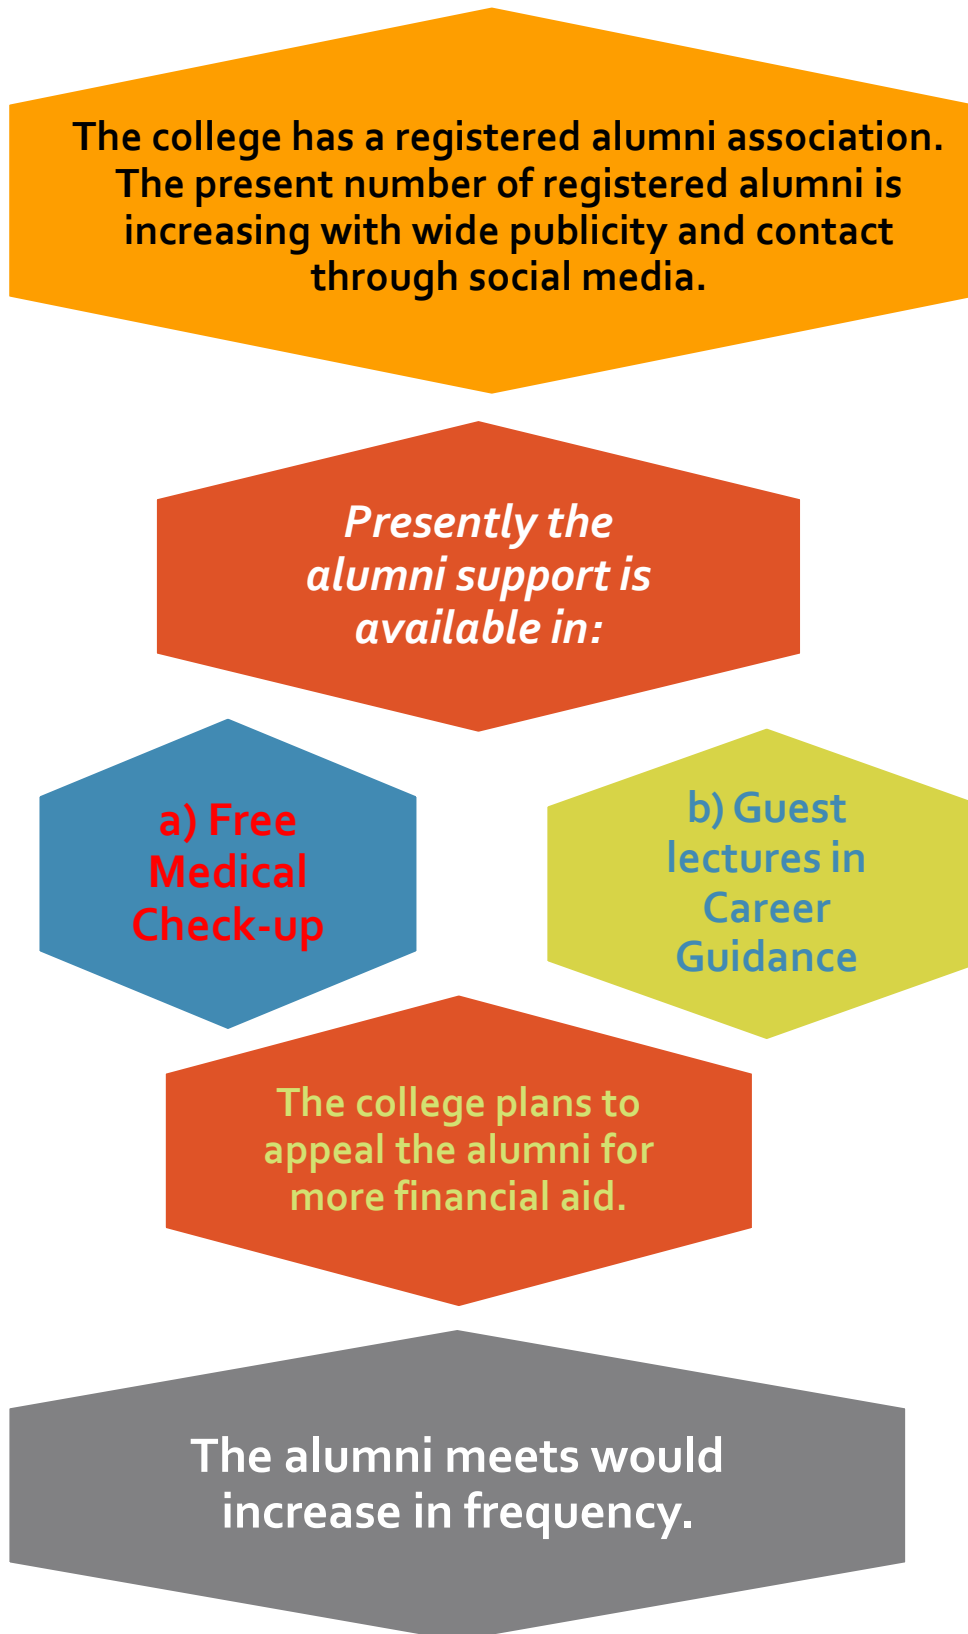 The college has a registered alumni association.
The present number of registered alumni is
increasing with wide publicity and contact
through social media.
Presently the
alumni support is
available in:
a) Free
Medical
Check-up
b) Guest
lectures in
Career
Guidance
The college plans to
appeal the alumni for
more financial aid.
The alumni meets would
increase in frequency.